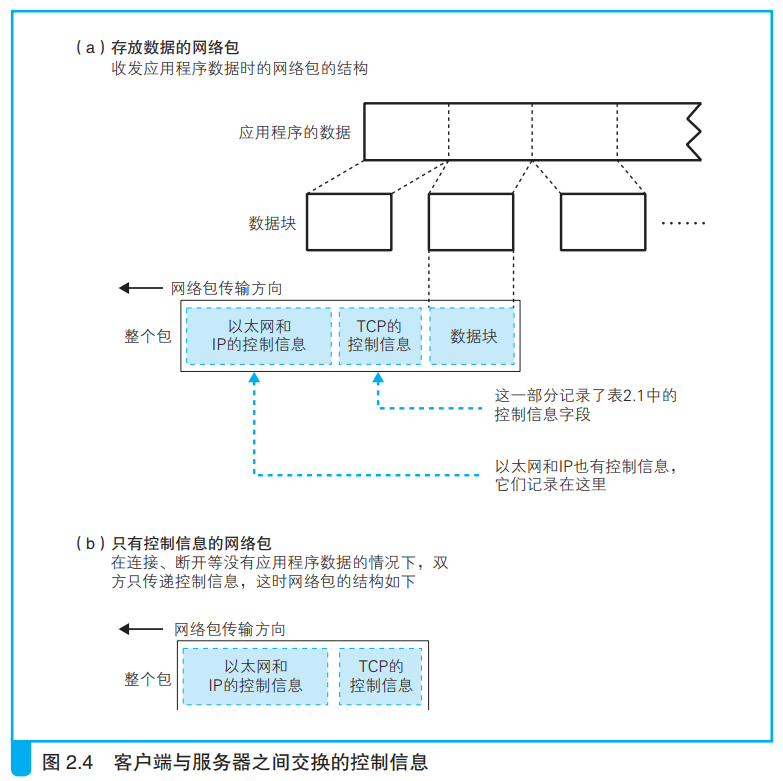 （a）存放数据的网络包
收发应用程序数据时的网络包的结构
应用程序的数据
数据块
……
网络包传输方向
整个包
以太网和
IP的控制信息
TCP的
控制信息
数据块
这一部分记录了表2.1中的
控制信息字段
以太网和IP也有控制信息，
它们记录在这里
（b）只有控制信息的网络包
在连接、断开等没有应用程序数据的情况下，双
方只传递控制信息，这时网络包的结构如下
网络包传输方向
整个包
以太网和
IP的控制信息
TCP的
控制信息
图 2.4 客户端与服务器之间交换的控制信息